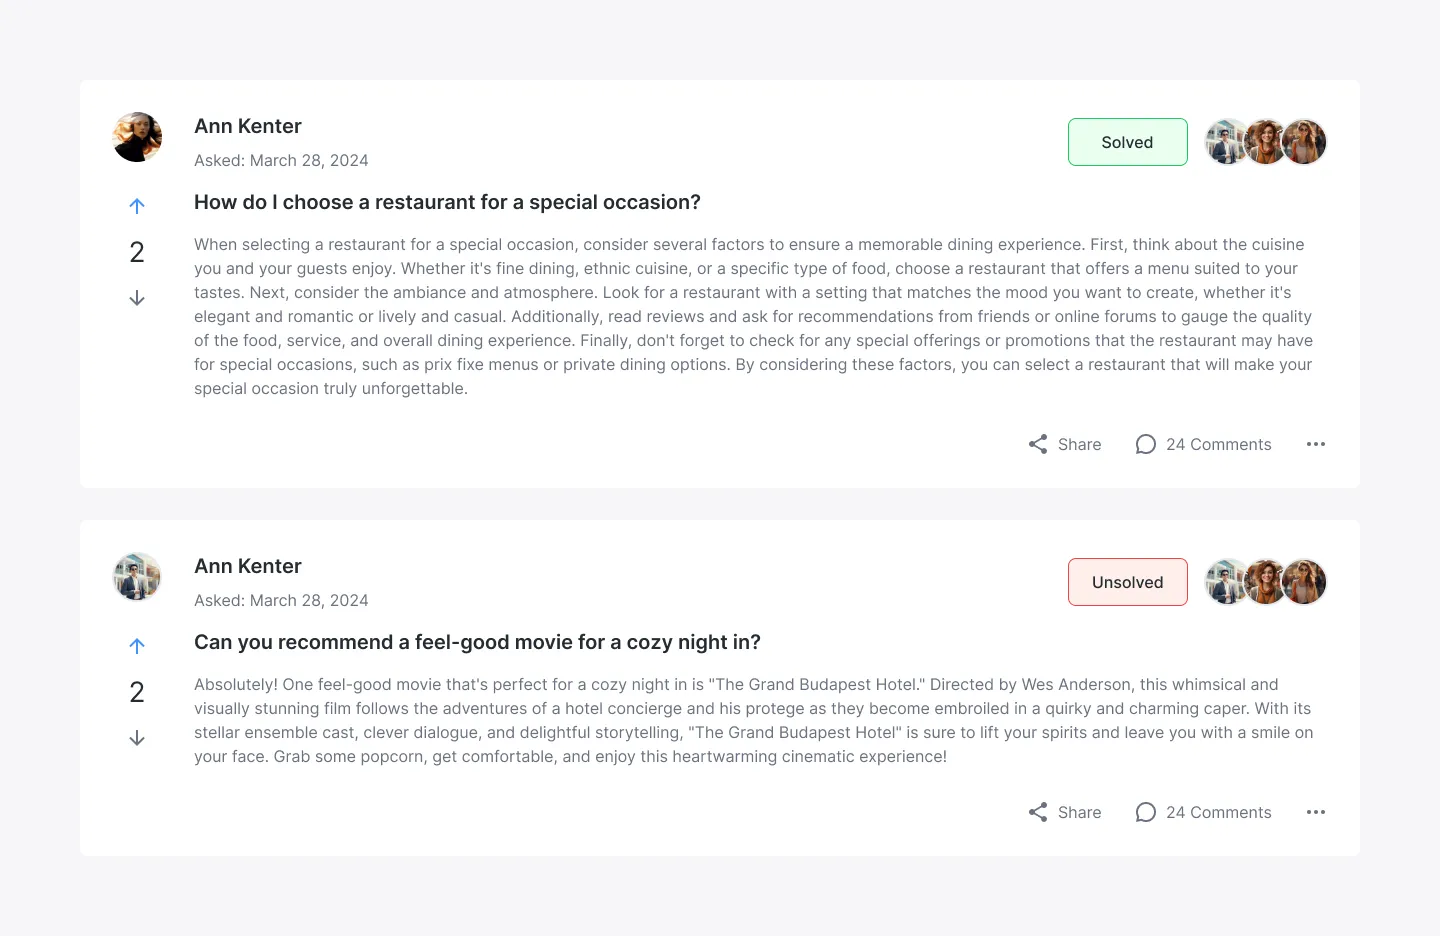 Ann Kenter
Asked: March 28, 2024
Solved
2
How do I choose a restaurant for a special occasion?
When selecting a restaurant for a special occasion, consider several factors to ensure a memorable dining experience. First, think about the cuisine
you and your guests enjoy. Whether it's fine dining, ethnic cuisine, or a specific type of food, choose a restaurant that offers a menu suited to your
tastes. Next, consider the ambiance and atmosphere. Look for a restaurant with a setting that matches the mood you want to create, whether it's
elegant and romantic or lively and casual. Additionally, read reviews and ask for recommendations from friends or online forums to gauge the quality
of the food, service, and overall dining experience. Finally, don't forget to check for any special offerings or promotions that the restaurant may have
for special occasions, such as prix fixe menus or private dining options. By considering these factors, you can select a restaurant that will make your
special occasion truly unforgettable.
Share
24 Comments
Ann Kenter
Asked: March 28, 2024
Unsolved
2
Can you recommend a feel-good movie for a cozy night in?
Absolutely! One feel-good movie that's perfect for a cozy night in is "The Grand Budapest Hotel." Directed by Wes Anderson, this whimsical and
visually stunning film follows the adventures of a hotel concierge and his protege as they become embroiled in a quirky and charming caper. With its
stellar ensemble cast, clever dialogue, and delightful storytelling, "The Grand Budapest Hotel" is sure to lift your spirits and leave you with a smile on
your face. Grab some popcorn, get comfortable, and enjoy this heartwarming cinematic experience!
Share
24 Comments